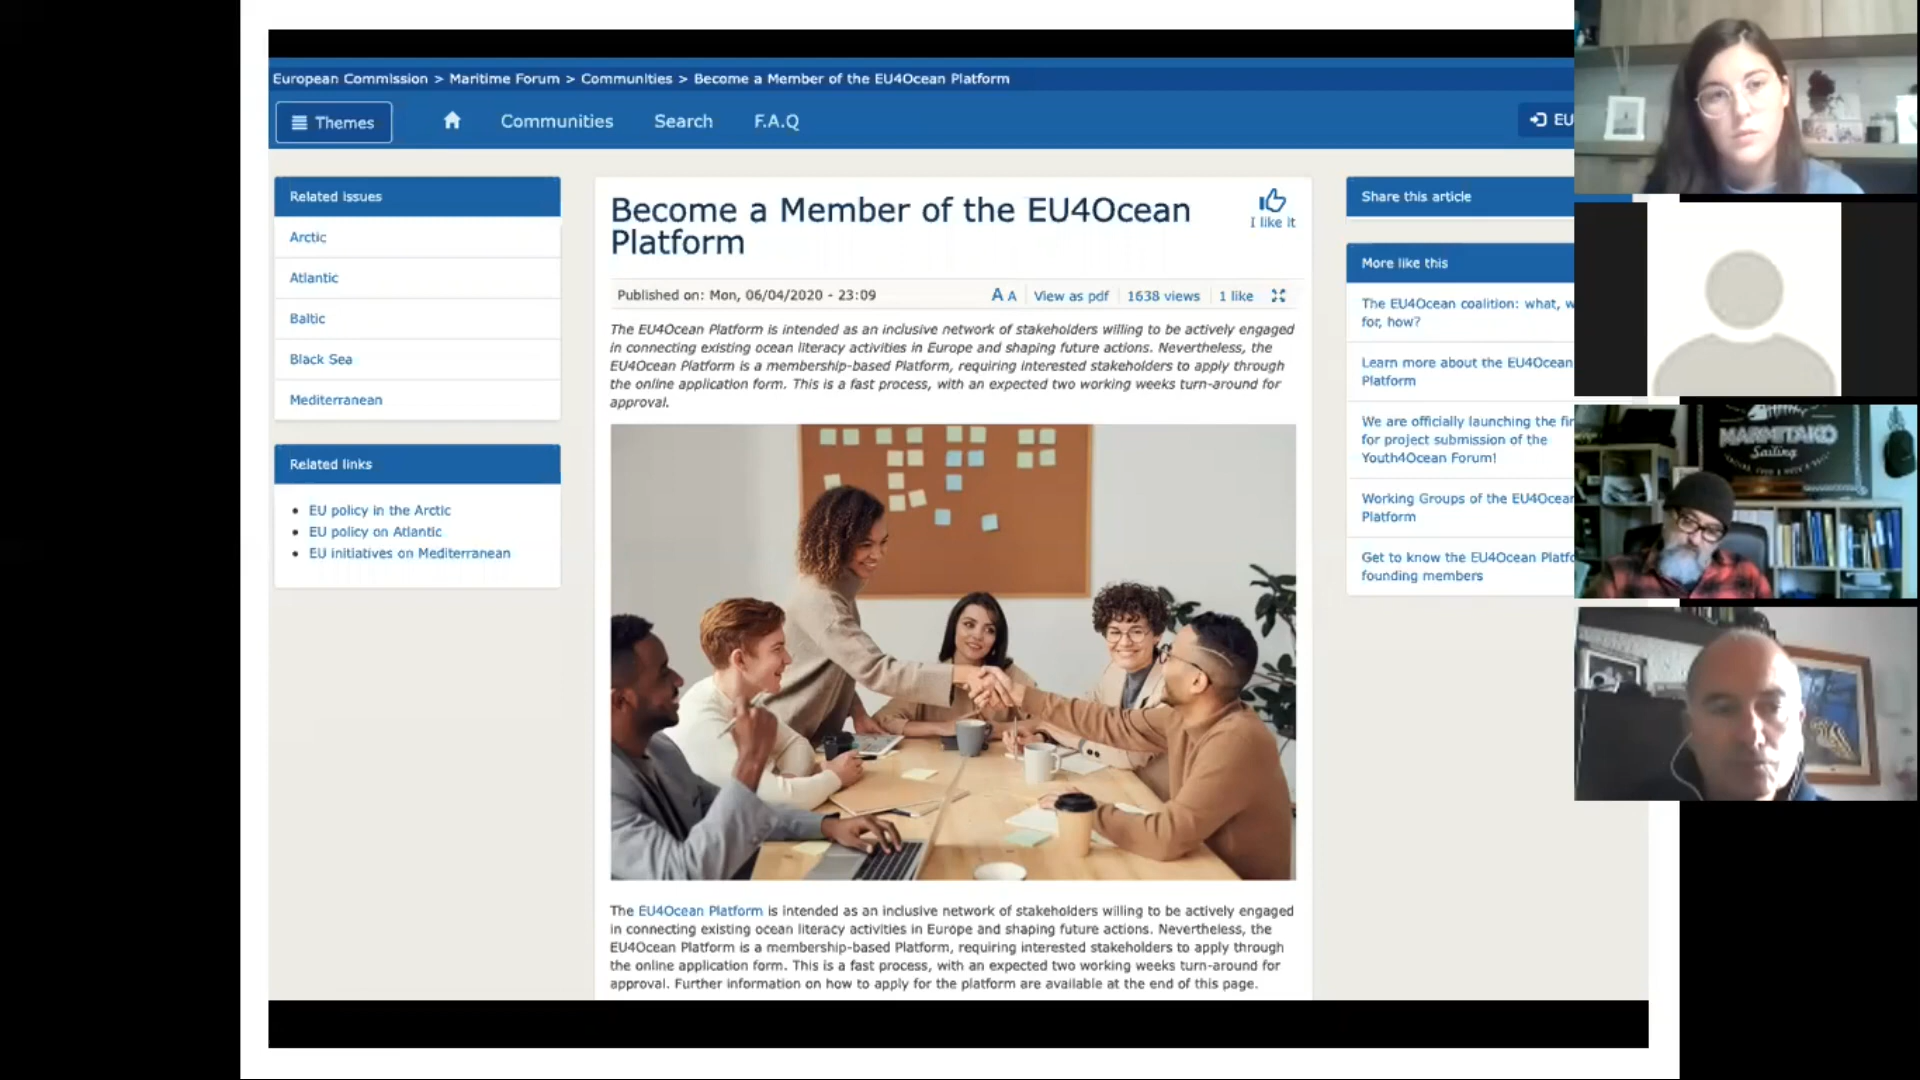 European Commission > Maritime Forum > Communities > Become a Member of the EU4Ocean Platform
Themes
Communities
Search
F.A.Q
EU
Related issues
Arctic
Atlantic
Baltic
Black Sea
Mediterranean
Related links
EU policy in the Arctic
EU policy on Atlantic
EU initiatives on Mediterranean
Become a Member of the EU4Ocean
Platform
I like it
Published on: Mon, 06/04/2020 - 23:09
A A
View as pdf
1638 views
1 like
The EU4Ocean Platform is intended as an inclusive network of stakeholders willing to be actively engaged
in connecting existing ocean literacy activities in Europe and shaping future actions. Nevertheless, the
EU4Ocean Platform is a membership-based Platform, requiring interested stakeholders to apply through
the online application form. This is a fast process, with an expected two working weeks turn-around for
approval.
The EU4Ocean Platform is intended as an inclusive network of stakeholders willing to be actively engaged
in connecting existing ocean literacy activities in Europe and shaping future actions. Nevertheless, the
EU4Ocean Platform is a membership-based Platform, requiring interested stakeholders to apply through
the online application form. This is a fast process, with an expected two working weeks turn-around for
approval. Further information on how to apply for the platform are available at the end of this page.
Share this article
More like this
The EU4Ocean coalition: what, w
for, how?
Learn more about the EU4Ocean
Platform
We are officially launching the fir
for project submission of the
Youth4Ocean Forum!
Working Groups of the EU4Ocean
Platform
Get to know the EU4Ocean Platfo
founding members
MARMITAKO
Sailing